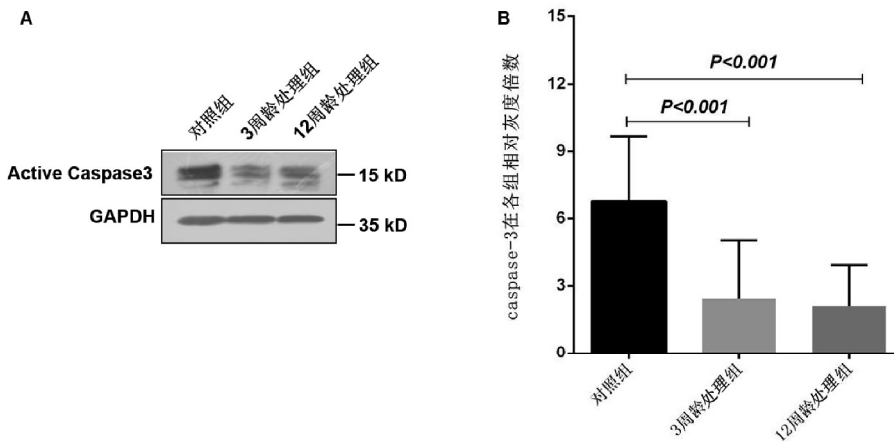 A
对照组
3周龄处理组
12周龄处理组
Active Caspase3
15 kD
GAPDH
35 kD
B
caspase-3在各组相对灰度倍数
15
12
9
6
3
0
P<0.001
P<0.001
对照组
3周龄处理组
12周龄处理组